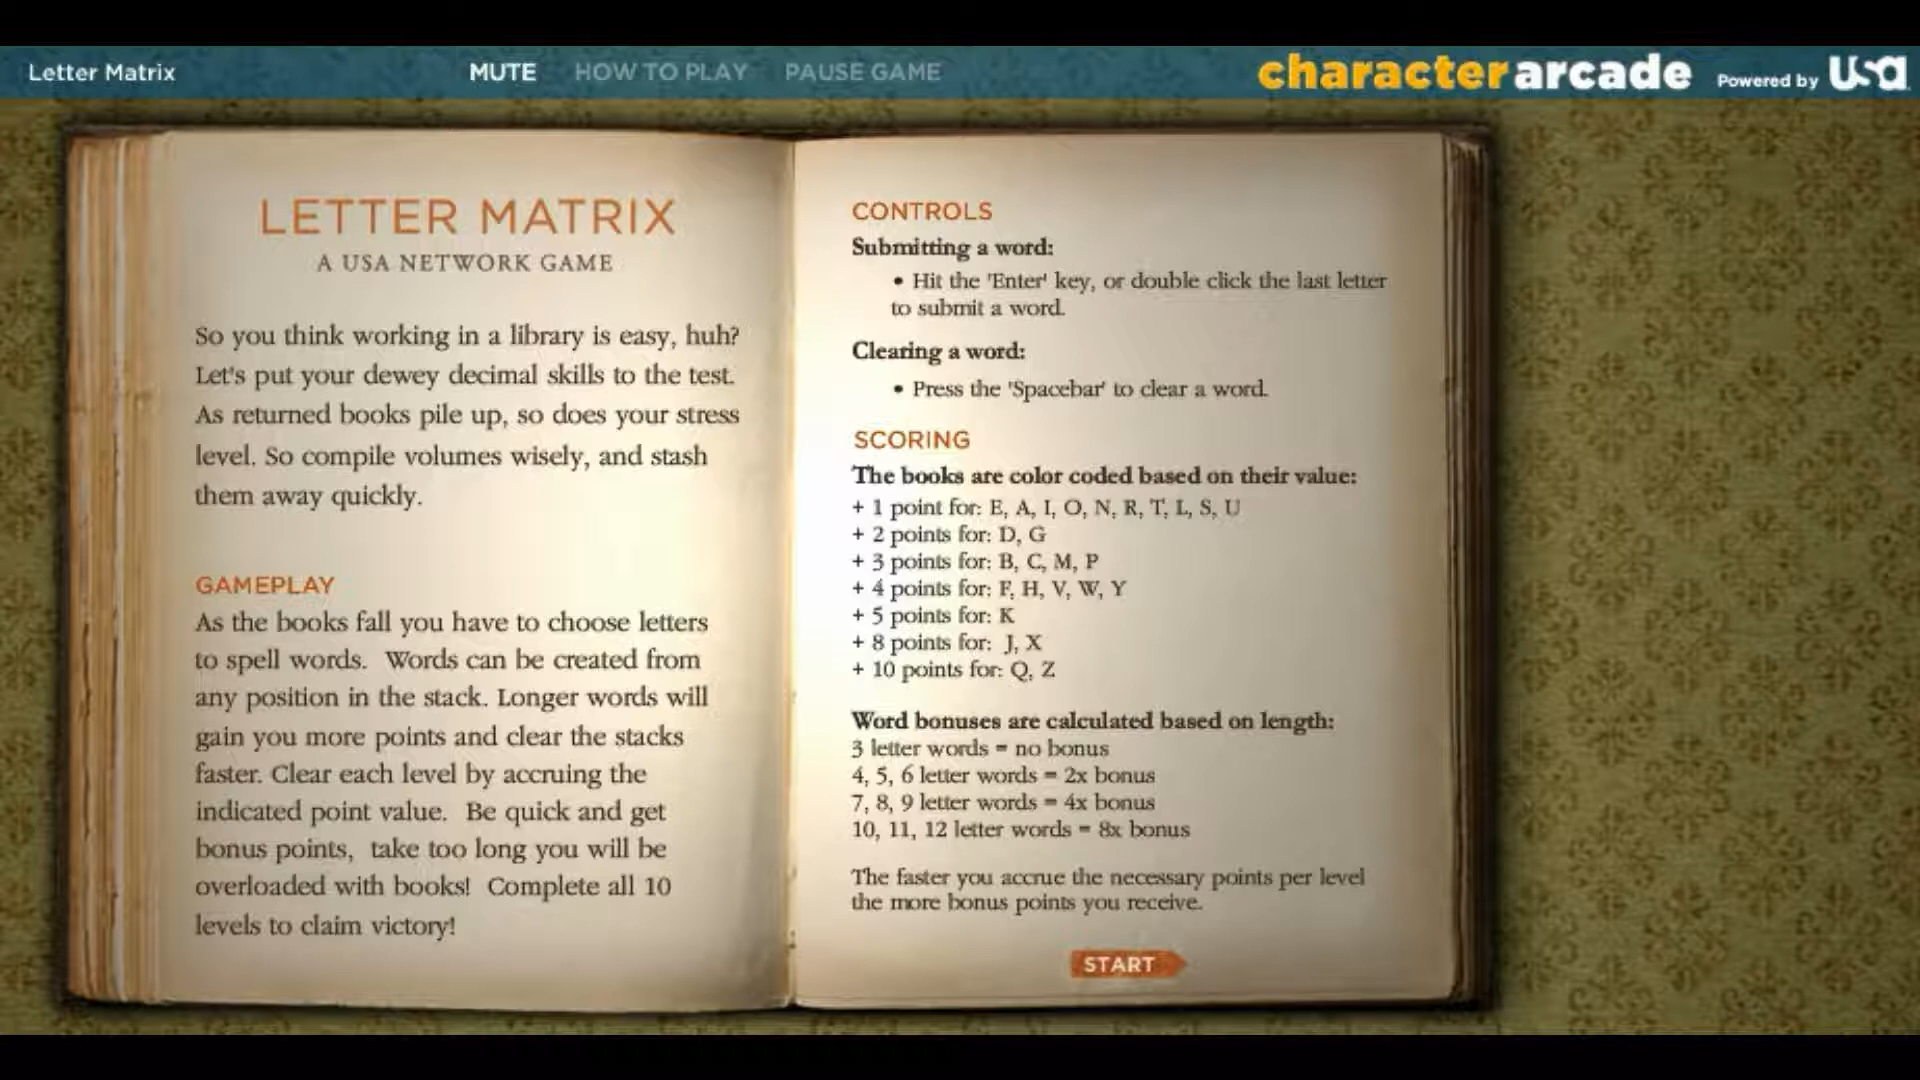 Letter Matrix
MUTE HOW TO PLAY PAUSE GAME
characterarcade Powered by USA
LETTER MATRIX
A USA NETWORK GAME
So you think working in a library is easy, huh?
Let's put your dewey decimal skills to the test.
As returned books pile up, so does your stress
level. So compile volumes wisely, and stash
them away quickly.
GAMEPLAY
As the books fall you have to choose letters
to spell words. Words can be created from
any position in the stack. Longer words will
gain you more points and clear the stacks
faster. Clear each level by accruing the
indicated point value. Be quick and get
bonus points, take too long you will be
overloaded with books! Complete all 10
levels to claim victory!
CONTROLS
Submitting a word:
• Hit the 'Enter' key, or double click the last letter
to submit a word.
Clearing a word:
• Press the 'Spacebar' to clear a word.
SCORING
The books are color coded based on their value:
+ 1 point for: E, A, I, O, N, R, T, L, S, U
+ 2 points for: D, G
+ 3 points for: B, C, M, P
+ 4 points for: F, H, V, W, Y
+ 5 points for: K
+ 8 points for: J, X
+ 10 points for: Q, Z
Word bonuses are calculated based on length:
3 letter words = no bonus
4, 5, 6 letter words = 2x bonus
7, 8, 9 letter words = 4x bonus
10, 11, 12 letter words = 8x bonus
The faster you accrue the necessary points per level
the more bonus points you receive.
START